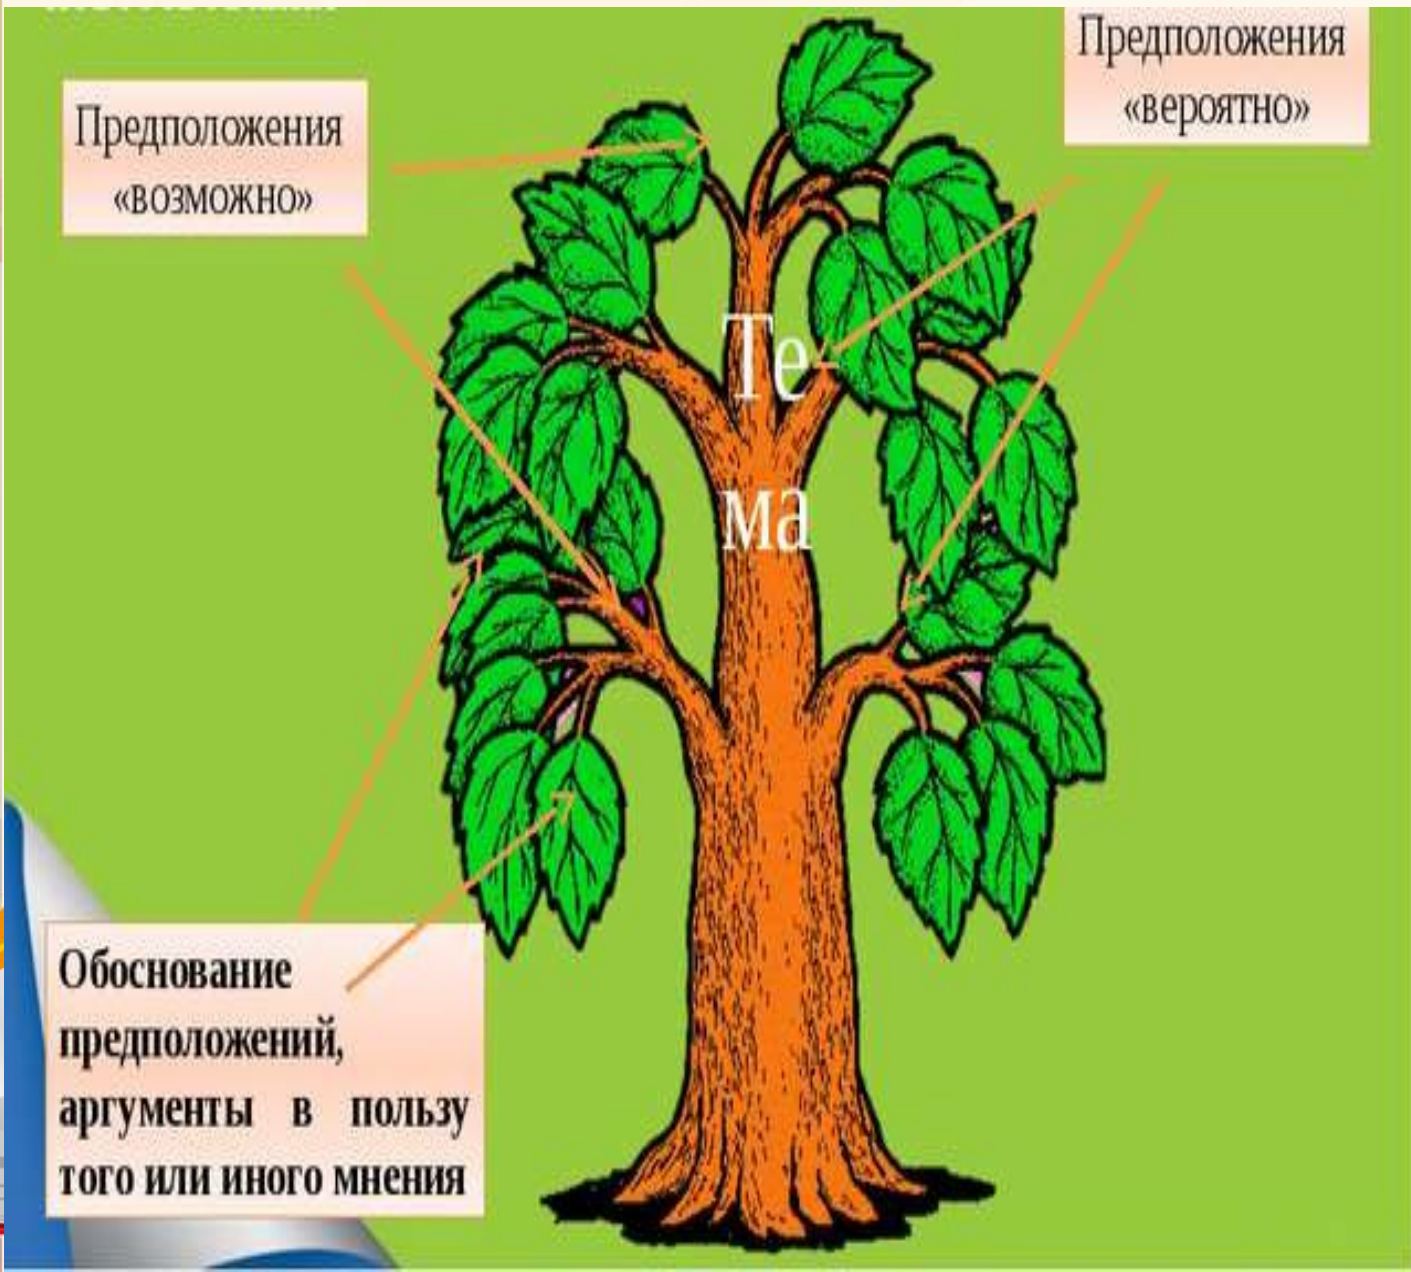 Предположения
«возможно»
Предположения
«вероятно»
Те
ма
Обоснование
предположений,
аргументы в пользу
того или иного мнения